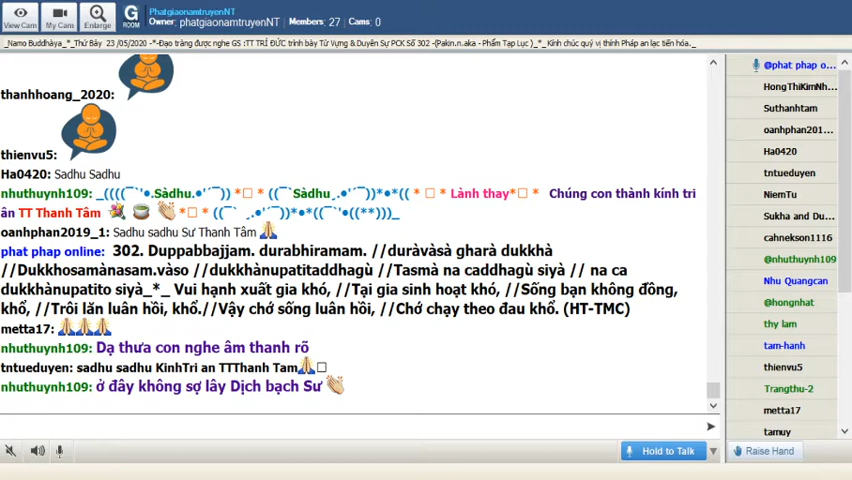 PhatgiaonamtruyenNT
Owner: phatgiaonamtruyenNT Members: 27 Cams: 0
View Cam My Cam Enlarge G ROOM
_Namo Buddhàya_*_Thứ Bảy 23 /05/2020 -*-Đạo tràng được nghe GS :TT TRÍ ĐỨC trình bày Từ Vựng &Duyên Sự PCK Số 302 -(Pakin.n.aka - Phẩm Tạp Lục )_*_ Kính chúc quý vị thính Pháp an lạc tiến hóa._
thanhhoang_2020:
thienvu5:
Ha0420: Sadhu Sadhu
nhuthuynh109: _((((¯`'•.Sàdhu.•'´¯)) *□ * ((¯`Sàdhu¸.•'´¯))*•*(( * □ * Lành thay*□ * Chúng con thành kính tri
ân TT Thanh Tâm *□ * ((¯` ¸.•'´¯))*•*((¯`•((**)))_
oanhphan2019_1: Sadhu sadhu Sư Thanh Tâm
phat phap online: 302. Duppabbajjam. durabhiramam. //duràvàsà gharà dukkhà
//Dukkhosamànasam.vàso //dukkhànupatitaddhagù //Tasmà na caddhagù siyà // na ca
dukkhànupatito siyà_*_ Vui hạnh xuất gia khó, //Tại gia sinh hoạt khó, //Sống bạn không đồng,
khổ, //Trôi lăn luân hồi, khổ.//Vậy chớ sống luân hồi, //Chớ chạy theo đau khổ. (HT-TMC)
metta17:
nhuthuynh109: Dạ thưa con nghe âm thanh rõ
tntueduyen: sadhu sadhu KinhTri an TTThanh Tam □
nhuthuynh109: ở đây không sợ lây Dịch bạch Sư
Hold to Talk
@phat phap o...
HongThiKimNh...
Suthanhtam
oanhphan201...
Ha0420
tntueduyen
NiemTu
Sukha and Du...
cahnekson1116
@nhuthuynh109
Nhu Quangcan
@hongnhat
thy lam
tam-hanh
thienvu5
Trangthu-2
metta17
tamuy
Raise Hand